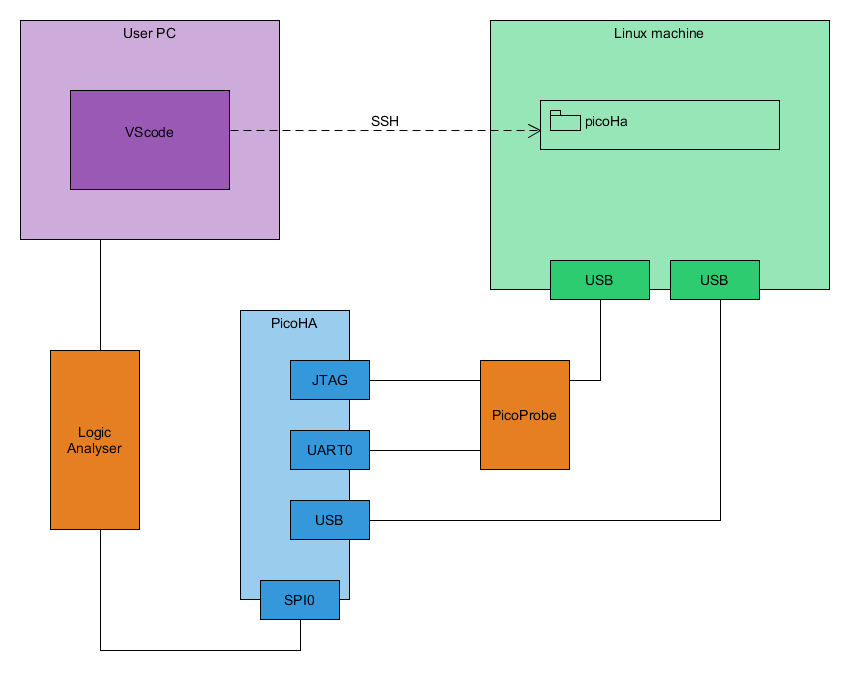 User PC
Linux machine
VScode
SSH
picoHa
USB
USB
PicoHA
JTAG
PicoProbe
UART0
Logic
Analyser
USB
SPI0